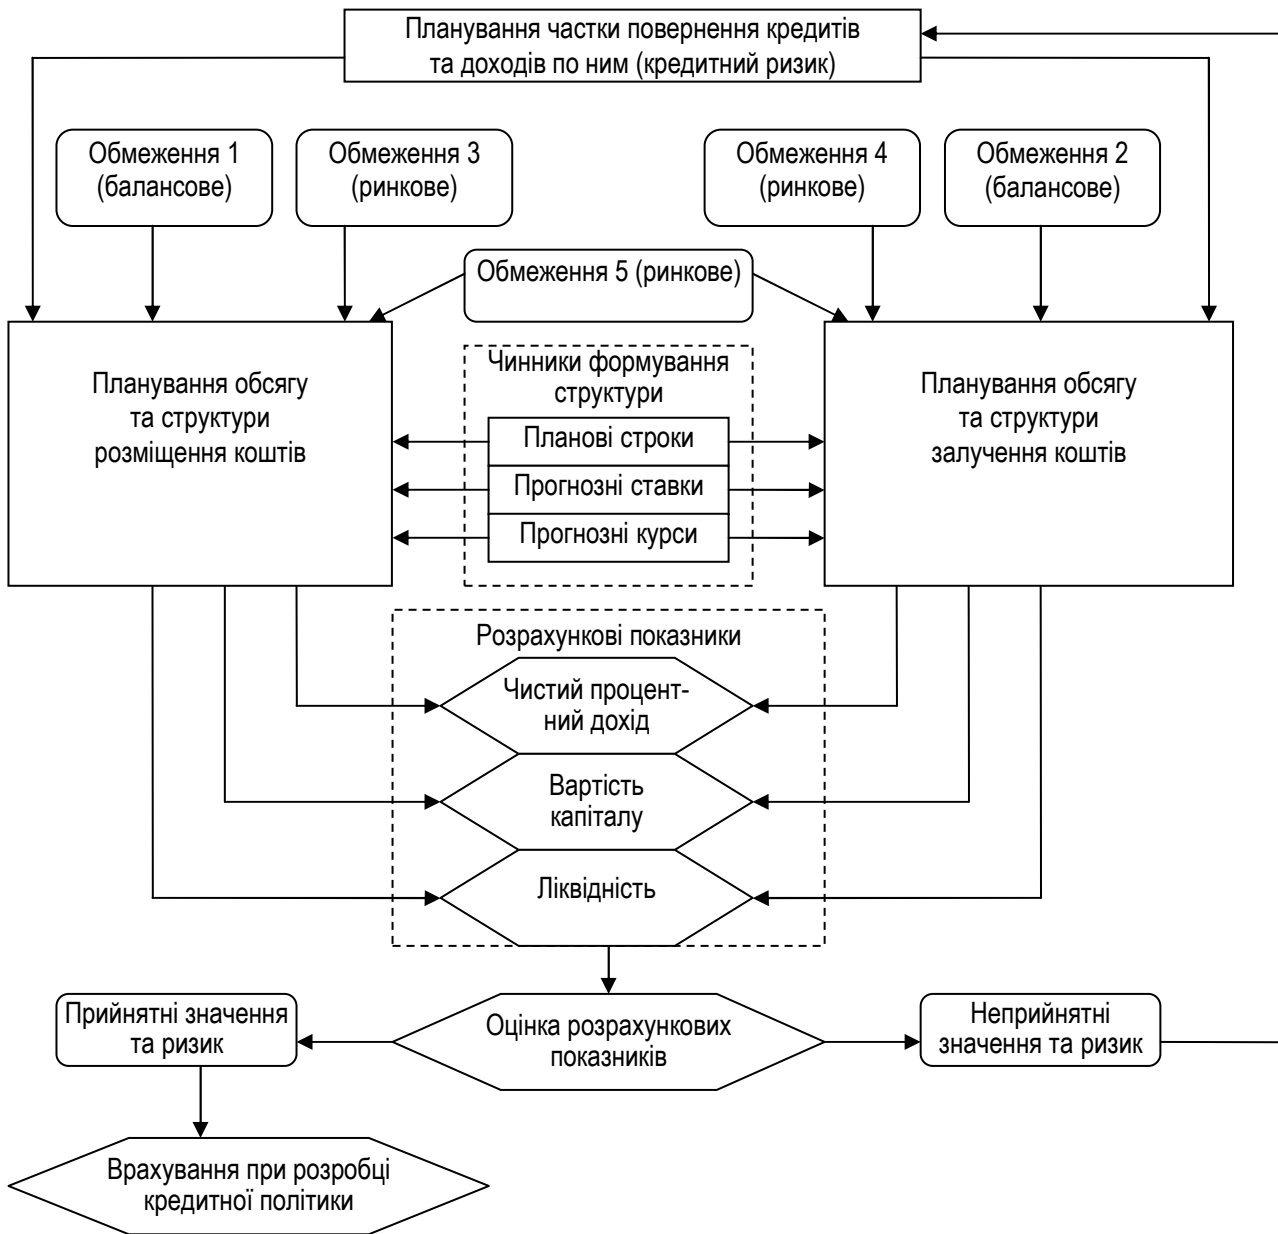 Планування частки повернення кредитів
та доходів по ним (кредитний ризик)
Обмеження 1
(балансове)
Обмеження 3
(ринкове)
Обмеження 4
(ринкове)
Обмеження 2
(балансове)
Обмеження 5 (ринкове)
Чинники формування
структури
Планування обсягу
та структури
розміщення коштів
Планові строки
Прогнозні ставки
Прогнозні курси
Планування обсягу
та структури
залучення коштів
Розрахункові показники
Чистий процент-
ний дохід
Вартість
капіталу
Ліквідність
Прийнятні значення
та ризик
Оцінка розрахункових
показників
Неприйнятні
значення та ризик
Врахування при розробці
кредитної політики